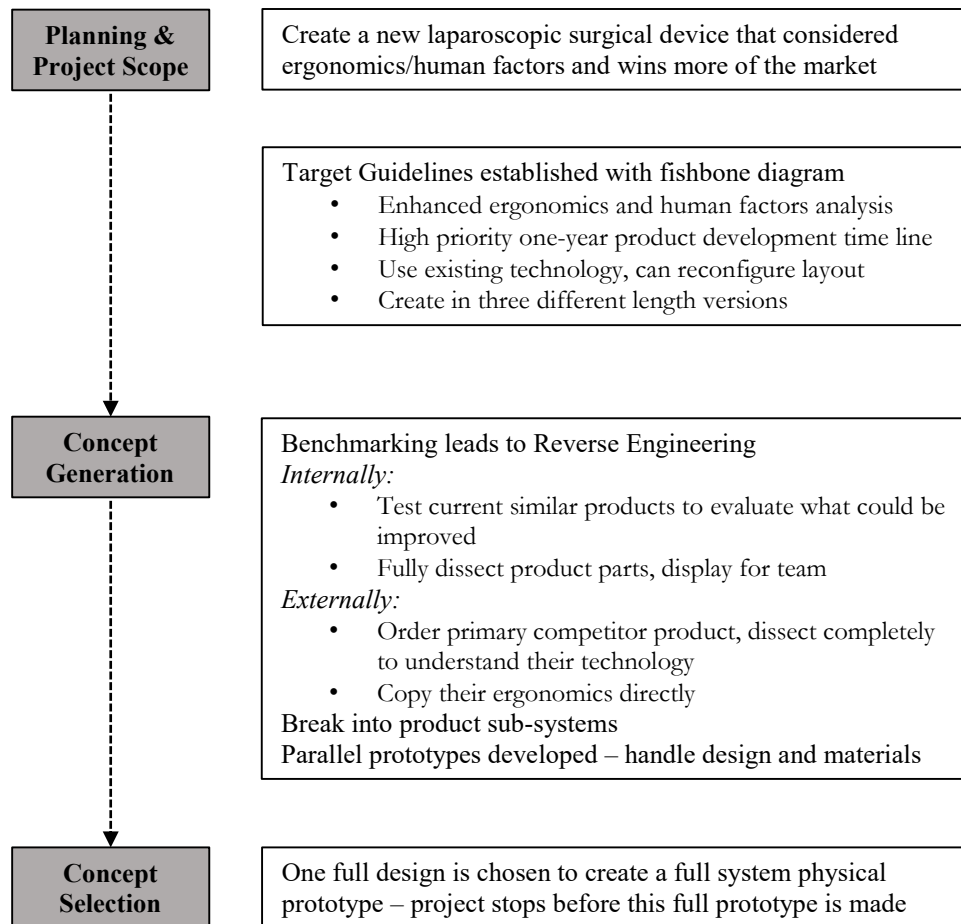 Planning &
Project Scope
Create a new laparoscopic surgical device that considered
ergonomics/human factors and wins more of the market
Target Guidelines established with fishbone diagram
• Enhanced ergonomics and human factors analysis
• High priority one-year product development time line
• Use existing technology, can reconfigure layout
• Create in three different length versions
Concept
Generation
Benchmarking leads to Reverse Engineering
Internally:
• Test current similar products to evaluate what could be
improved
• Fully dissect product parts, display for team
Externally:
• Order primary competitor product, dissect completely
to understand their technology
• Copy their ergonomics directly
Break into product sub-systems
Parallel prototypes developed – handle design and materials
Concept
Selection
One full design is chosen to create a full system physical
prototype – project stops before this full prototype is made